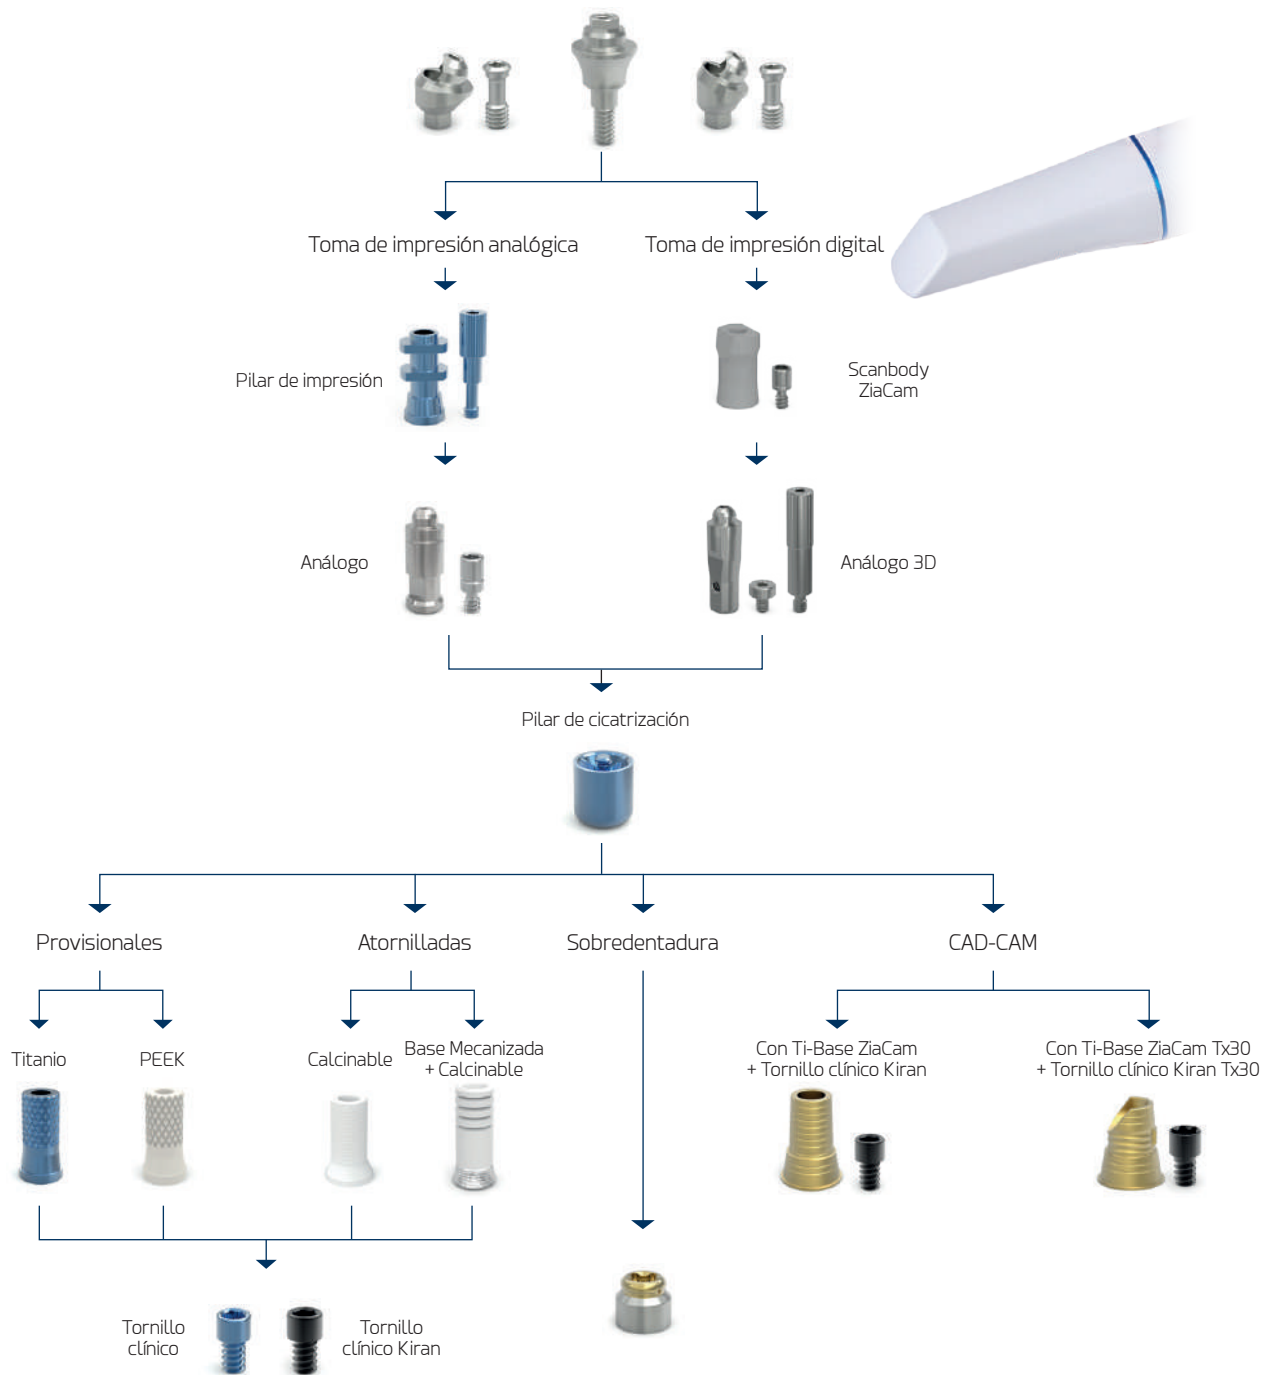 Toma de impresión analógica
Toma de impresión digital
Pilar de impresión
Scanbody
ZiaCam
Análogo
Análogo 3D
Pilar de cicatrización
Provisionales
Atornilladas
Sobredentadura
CAD-CAM
Titanio
PEEK
Calcinable
Base Mecanizada
+ Calcinable
Con Ti-Base ZiaCam
+ Tornillo clínico Kiran
Con Ti-Base ZiaCam Tx30
+ Tornillo clínico Kiran Tx30
Tornillo
clínico
Tornillo
clínico Kiran